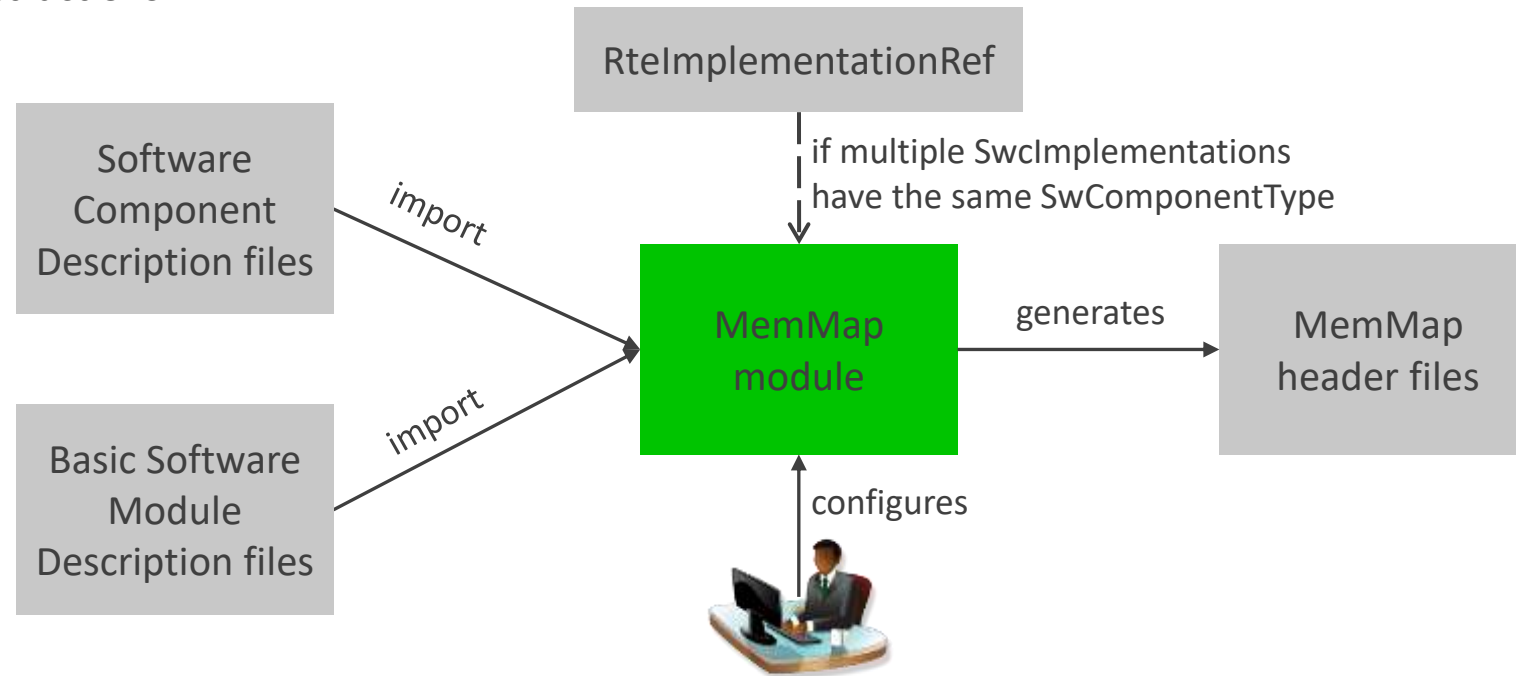 RteImplementationRef
Software
Component
Description files
import
if multiple SwcImplementations
have the same SwComponentType
MemMap
module
generates
MemMap
header files
import
Basic Software
Module
Description files
configures